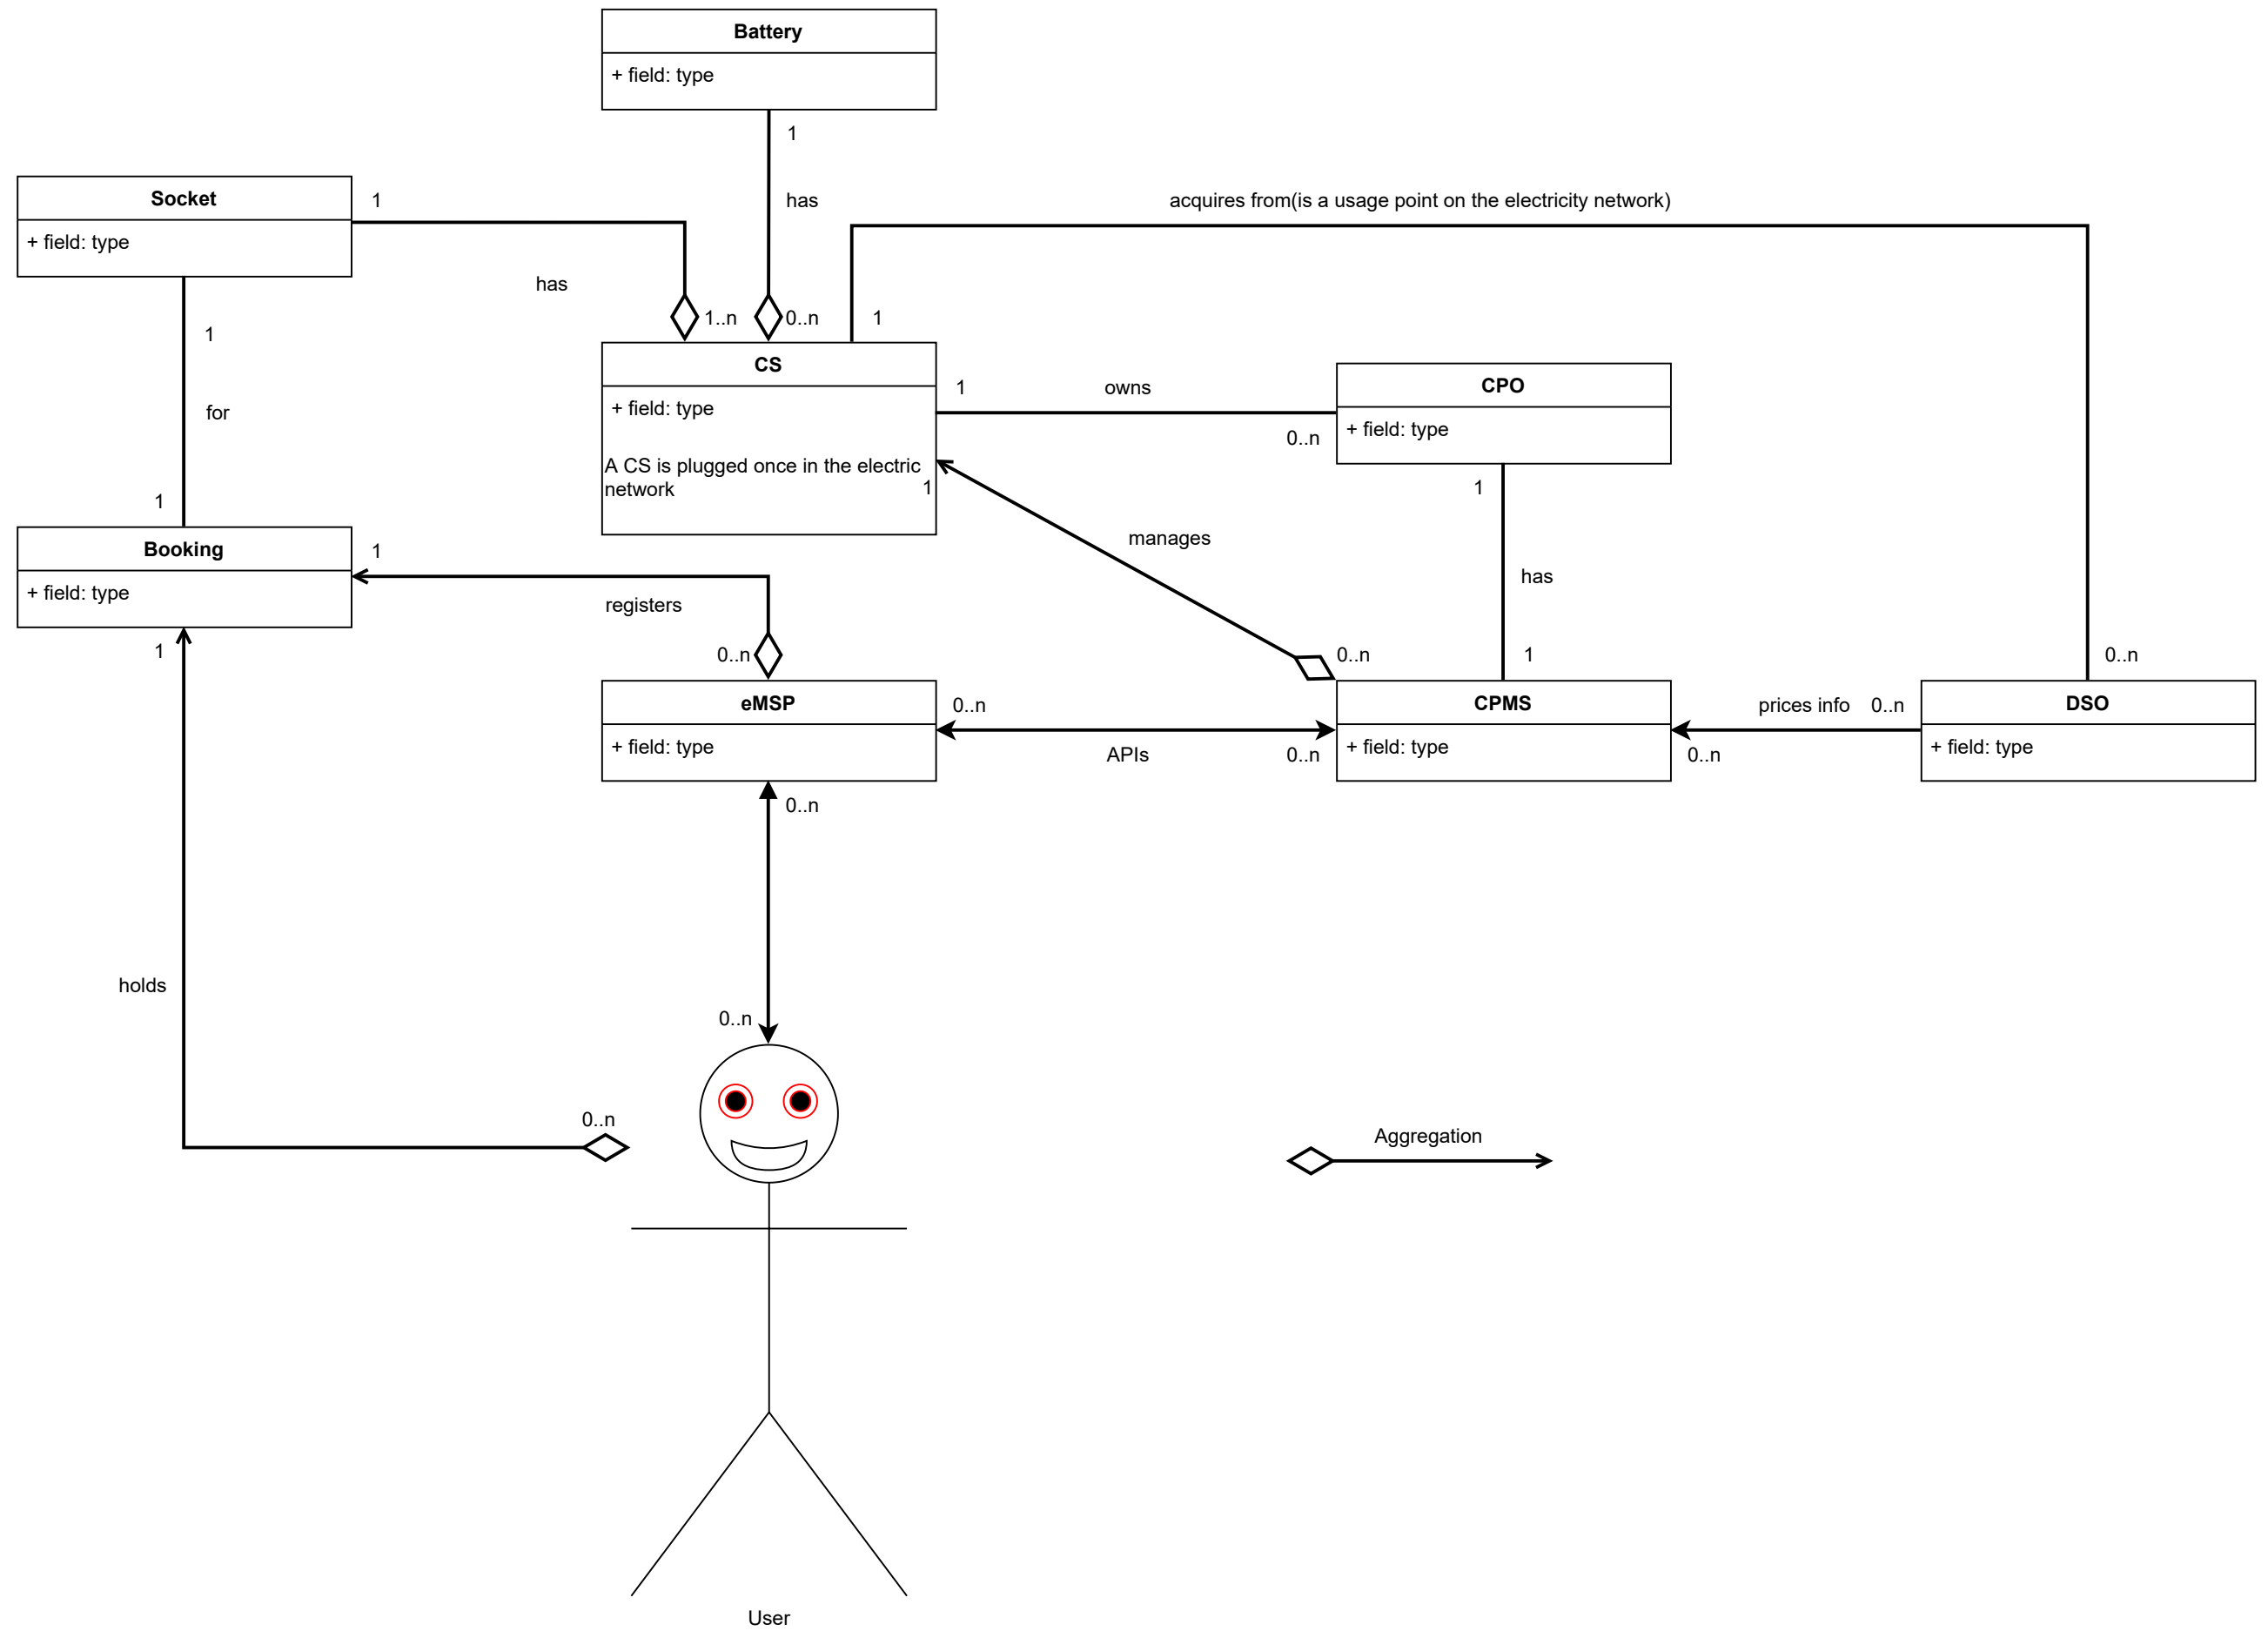 Battery
+ field: type
1
has
Socket
+ field: type
1
has
1..n
0..n
1
acquires from(is a usage point on the electricity network)
1
for
1
CS
+ field: type
A CS is plugged once in the electric
network
1
1
owns
0..n
CPO
+ field: type
1
has
1
manages
0..n
0..n
Booking
+ field: type
1
registers
0..n
1
eMSP
+ field: type
0..n
APIs
0..n
CPMS
+ field: type
prices info
0..n
0..n
DSO
+ field: type
0..n
holds
0..n
0..n
Aggregation
User